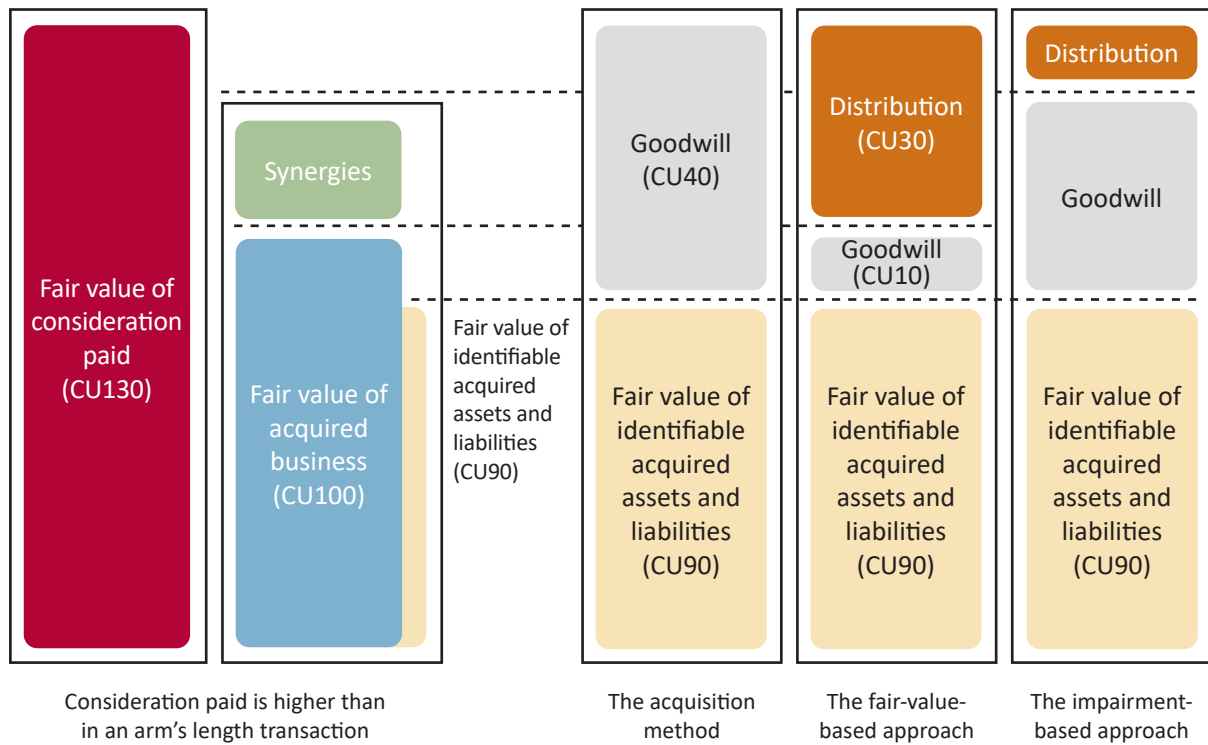 Fair value of
consideration
paid
(CU130)
Synergies
Fair value of
acquired
business
(CU100)
Fair value of
identifiable
acquired
assets and
liabilities
(CU90)
Goodwill
(CU40)
Fair value of
identifiable
acquired
assets and
liabilities
(CU90)
Distribution
(CU30)
Goodwill
(CU10)
Fair value of
identifiable
acquired
assets and
liabilities
(CU90)
Distribution
Goodwill
Fair value of
identifiable
acquired
assets and
liabilities
(CU90)
Consideration paid is higher than
in an arm’s length transaction
The acquisition
method
The fair-value-
based approach
The impairment-
based approach